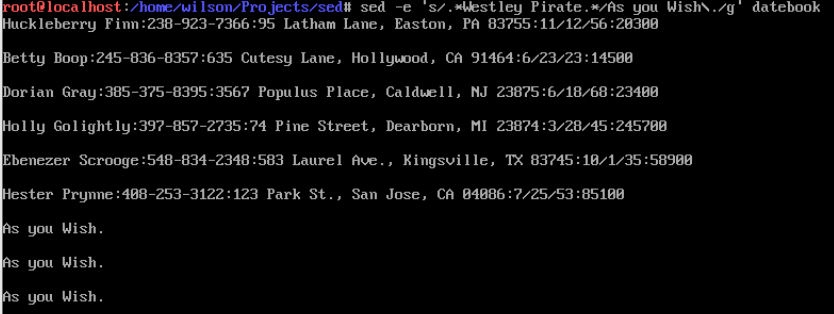 root@localhost:/home/wilson/Projects/sed# sed -e 's/.*Westley Pirate.*/As you Wish\./g' datebook
Huckleberry Finn:238-923-7366:95 Latham Lane, Easton, PA 83755:11/12/56:20300
Betty Boop:245-836-8357:635 Cutesy Lane, Hollywood, CA 91464:6/23/23:14500
Dorian Gray:385-375-8395:3567 Populus Place, Caldwell, NJ 23875:6/18/68:23400
Holly Golightly:397-857-2735:74 Pine Street, Dearborn, MI 23874:3/28/45:245700
Ebenezer Scrooge:548-834-2348:583 Laurel Ave., Kingsville, TX 83745:10/1/35:58900
Hester Prynne:408-253-3122:123 Park St., San Jose, CA 04086:7/25/53:85100
As you Wish.
As you Wish.
As you Wish.